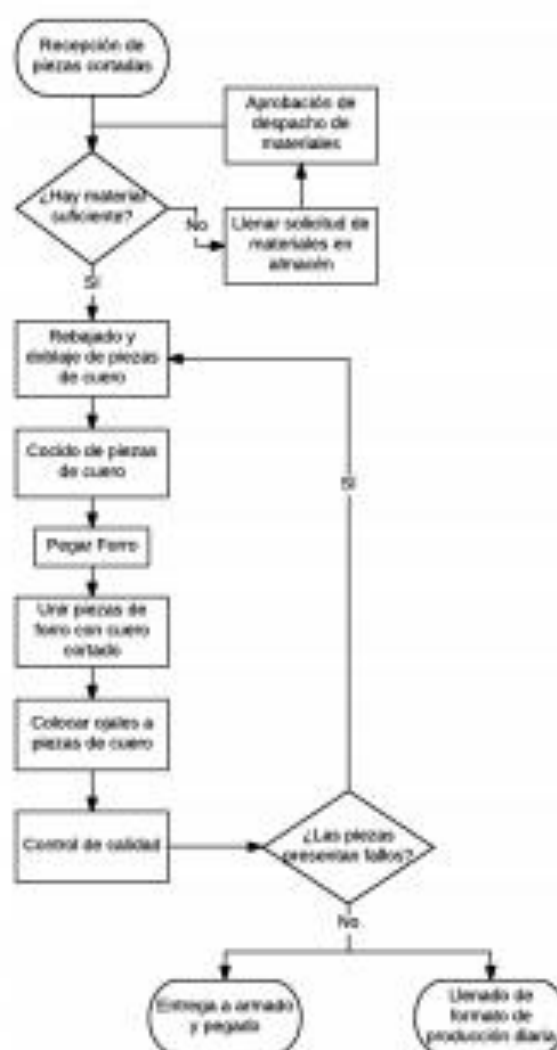 Recepción de
piezas cortadas
Aprobación de
despacho de
materiales
¿Hay material
suficiente?
No
Llenar solicitud de
materiales en
almacén
Si
Rebajado y
doblaje de piezas
de cuero
Cocido de piezas
de cuero
Si
Pegar Forro
Unir piezas de
forro con cuero
cortado
Colocar ojales a
piezas de cuero
Control de calidad
¿Las piezas
presentan fallos?
No
Entrega a armado
y pegado
Llenado de
formato de
producción diaria